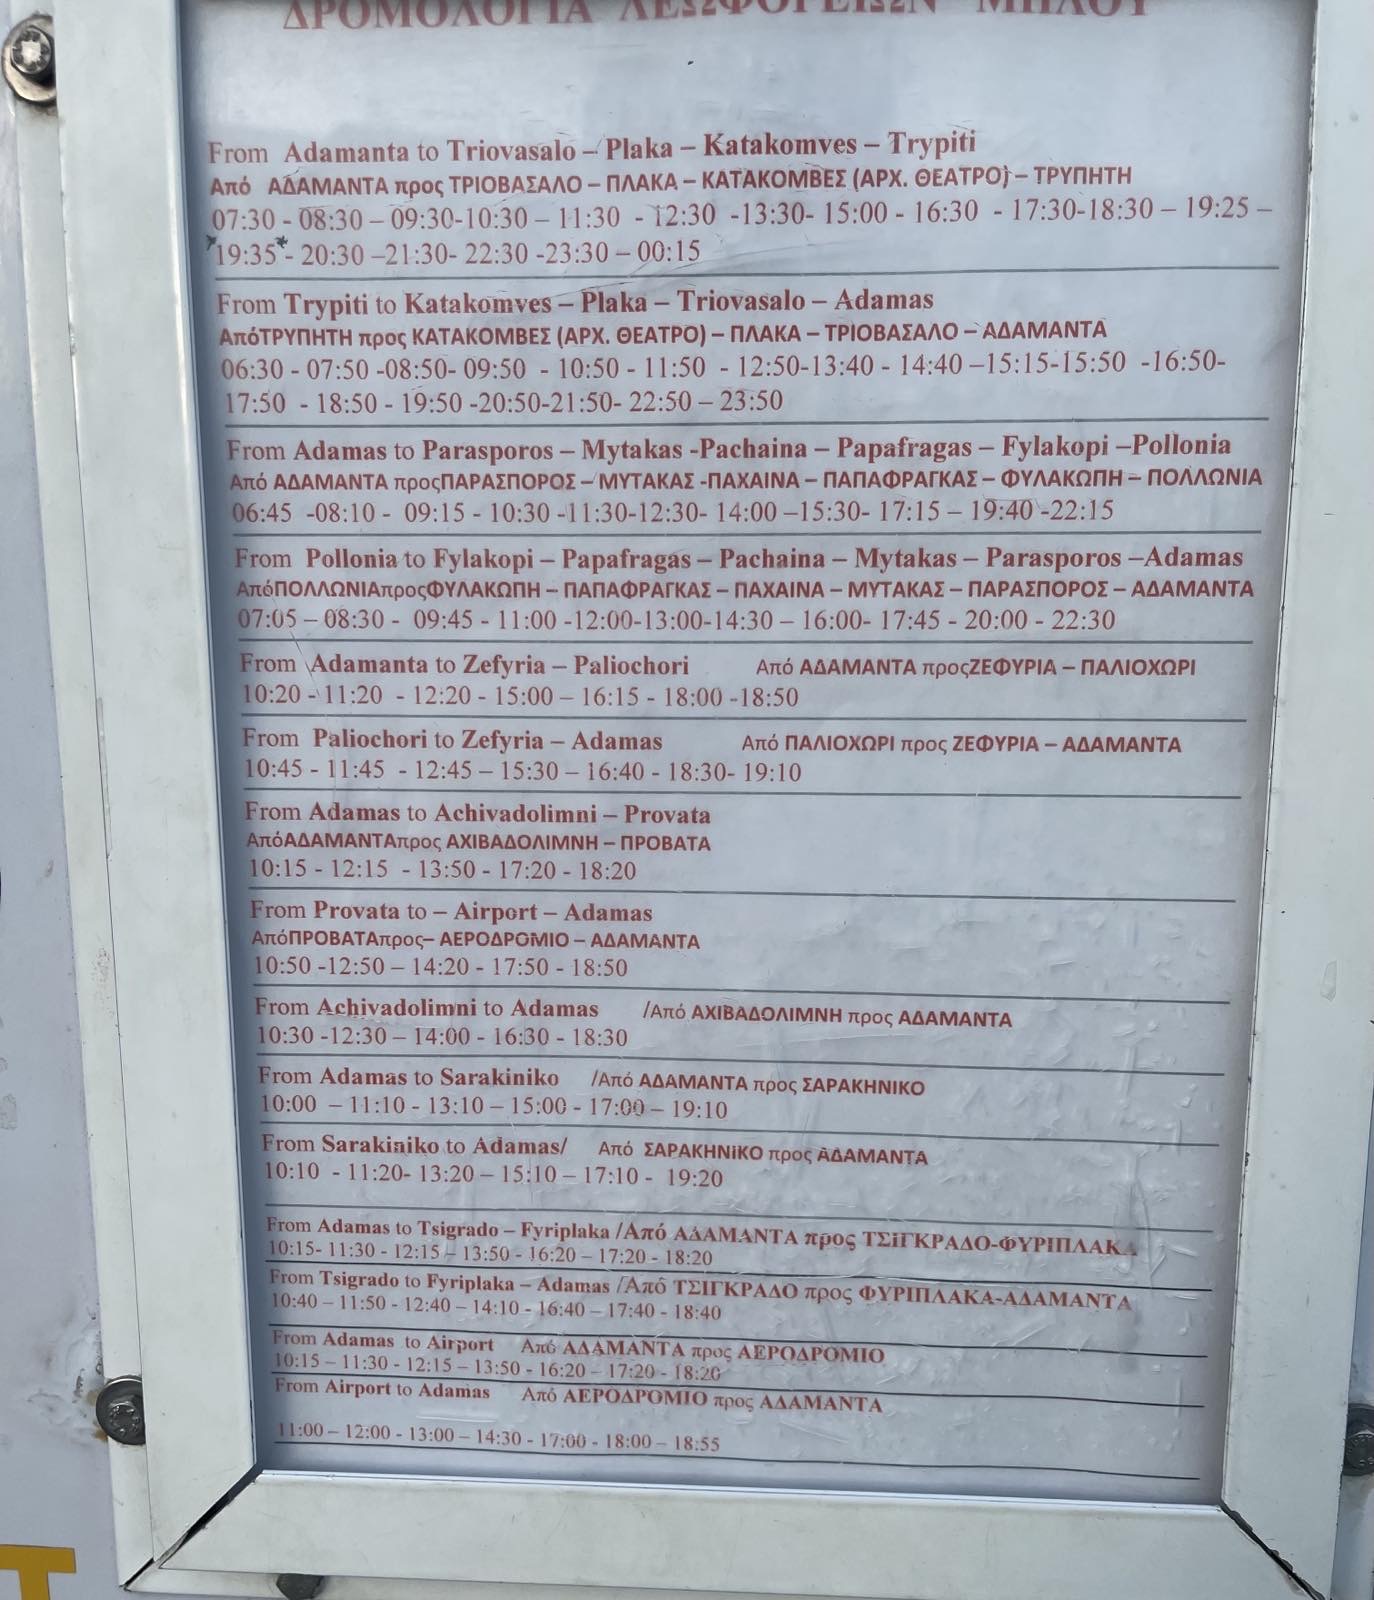 ΔΡΟΜΟΛΟΓΙΑ ΛΕΩΦΟΡΕΙΩΝ ΜΗΛΟΥ
From Adamanta to Triovasalo – Plaka – Katakomves – Trypiti
Από ΑΔΑΜΑΝΤΑ προς ΤΡΙΟΒΑΣΑΛΟ – ΠΛΑΚΑ – ΚΑΤΑΚΟΜΒΕΣ (ΑΡΧ. ΘΕΑΤΡΟ) – ΤΡΥΠΗΤΗ
07:30 - 08:30 – 09:30-10:30 – 11:30 - 12:30 -13:30- 15:00 - 16:30 - 17:30-18:30 – 19:25 –
*19:35*- 20:30 –21:30- 22:30 -23:30 – 00:15
From Trypiti to Katakomves – Plaka – Triovasalo – Adamas
ΑπόΤΡΥΠΗΤΗ προς ΚΑΤΑΚΟΜΒΕΣ (ΑΡΧ. ΘΕΑΤΡΟ) – ΠΛΑΚΑ – ΤΡΙΟΒΑΣΑΛΟ – ΑΔΑΜΑΝΤΑ
06:30 - 07:50 -08:50- 09:50 - 10:50 - 11:50 - 12:50-13:40 - 14:40 –15:15-15:50 -16:50-
17:50 - 18:50 - 19:50 -20:50-21:50- 22:50 – 23:50
From Adamas to Parasporos – Mytakas -Pachaina – Papafragas – Fylakopi –Pollonia
Από ΑΔΑΜΑΝΤΑ προςΠΑΡΑΣΠΟΡΟΣ – ΜΥΤΑΚΑΣ -ΠΑΧΑΙΝΑ – ΠΑΠΑΦΡΑΓΚΑΣ – ΦΥΛΑΚΩΠΗ – ΠΟΛΛΩΝΙΑ
06:45 -08:10 - 09:15 - 10:30 -11:30-12:30- 14:00 –15:30- 17:15 – 19:40 -22:15
From Pollonia to Fylakopi – Papafragas – Pachaina – Mytakas – Parasporos –Adamas
ΑπόΠΟΛΛΩΝΙΑπροςΦΥΛΑΚΩΠΗ – ΠΑΠΑΦΡΑΓΚΑΣ – ΠΑΧΑΙΝΑ – ΜΥΤΑΚΑΣ – ΠΑΡΑΣΠΟΡΟΣ – ΑΔΑΜΑΝΤΑ
07:05 – 08:30 - 09:45 - 11:00 -12:00-13:00-14:30 – 16:00- 17:45 - 20:00 - 22:30
From Adamanta to Zefyria – Paliochori Από ΑΔΑΜΑΝΤΑ προςΖΕΦΥΡΙΑ – ΠΑΛΙΟΧΩΡΙ
10:20 - 11:20 - 12:20 - 15:00 – 16:15 - 18:00 -18:50
From Paliochori to Zefyria – Adamas Από ΠΑΛΙΟΧΩΡΙ προς ΖΕΦΥΡΙΑ – ΑΔΑΜΑΝΤΑ
10:45 - 11:45 - 12:45 – 15:30 – 16:40 - 18:30- 19:10
From Adamas to Achivadolimni – Provata
ΑπόΑΔΑΜΑΝΤΑπρος ΑΧΙΒΑΔΟΛΙΜΝΗ – ΠΡΟΒΑΤΑ
10:15 - 12:15 - 13:50 - 17:20 - 18:20
From Provata to – Airport – Adamas
ΑπόΠΡΟΒΑΤΑπρος– ΑΕΡΟΔΡΟΜΙΟ – ΑΔΑΜΑΝΤΑ
10:50 -12:50 – 14:20 - 17:50 - 18:50
From Achivadolimni to Adamas /Από ΑΧΙΒΑΔΟΛΙΜΝΗ προς ΑΔΑΜΑΝΤΑ
10:30 -12:30 – 14:00 - 16:30 - 18:30
From Adamas to Sarakiniko /Από ΑΔΑΜΑΝΤΑ προς ΣΑΡΑΚΗΝΙΚΟ
10:00 – 11:10 - 13:10 – 15:00 - 17:00 – 19:10
From Sarakiniko to Adamas/ Από ΣΑΡΑΚΗΝΙΚΟ προς ΑΔΑΜΑΝΤΑ
10:10 - 11:20- 13:20 – 15:10 – 17:10 - 19:20
From Adamas to Tsigrado – Fyriplaka /Από ΑΔΑΜΑΝΤΑ προς ΤΣΙΓΚΡΑΔΟ-ΦΥΡΙΠΛΑΚΑ
10:15- 11:30 - 12:15 – 13:50 - 16:20 – 17:20 - 18:20
From Tsigrado to Fyriplaka – Adamas /Από ΤΣΙΓΚΡΑΔΟ προς ΦΥΡΙΠΛΑΚΑ-ΑΔΑΜΑΝΤΑ
10:40 – 11:50 - 12:40 – 14:10 - 16:40 – 17:40 - 18:40
From Adamas to Airport Από ΑΔΑΜΑΝΤΑ προς ΑΕΡΟΔΡΟΜΙΟ
10:15 – 11:30 - 12:15 – 13:50 - 16:20 – 17:20 - 18:20
From Airport to Adamas Από ΑΕΡΟΔΡΟΜΙΟ προς ΑΔΑΜΑΝΤΑ
11:00 – 12:00 - 13:00 – 14:30 - 17:00 - 18:00 – 18:55
T